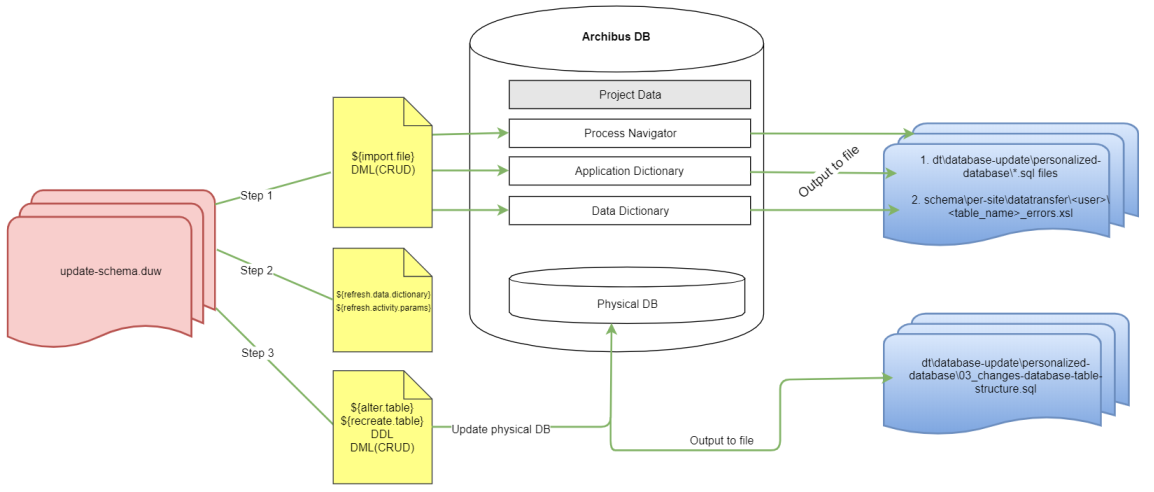 Archibus DB
Project Data
Process Navigator
Application Dictionary
Data Dictionary
Physical DB
update-schema.duw
Step 1
Step 2
Step 3
${import.file}
DML(CRUD)
${refresh.data.dictionary}
${refresh.activity.params}
${alter.table}
${recreate.table}
DDL
DML(CRUD)
Update physical DB
Output to file
1. dt\database-update\personalized-
database\*.sql files
2. schema\per-site\datatransfer\<user>\
<table_name>_errors.xsl
Output to file
dt\database-update\personalized-
database\03_changes-database-table-
structure.sql